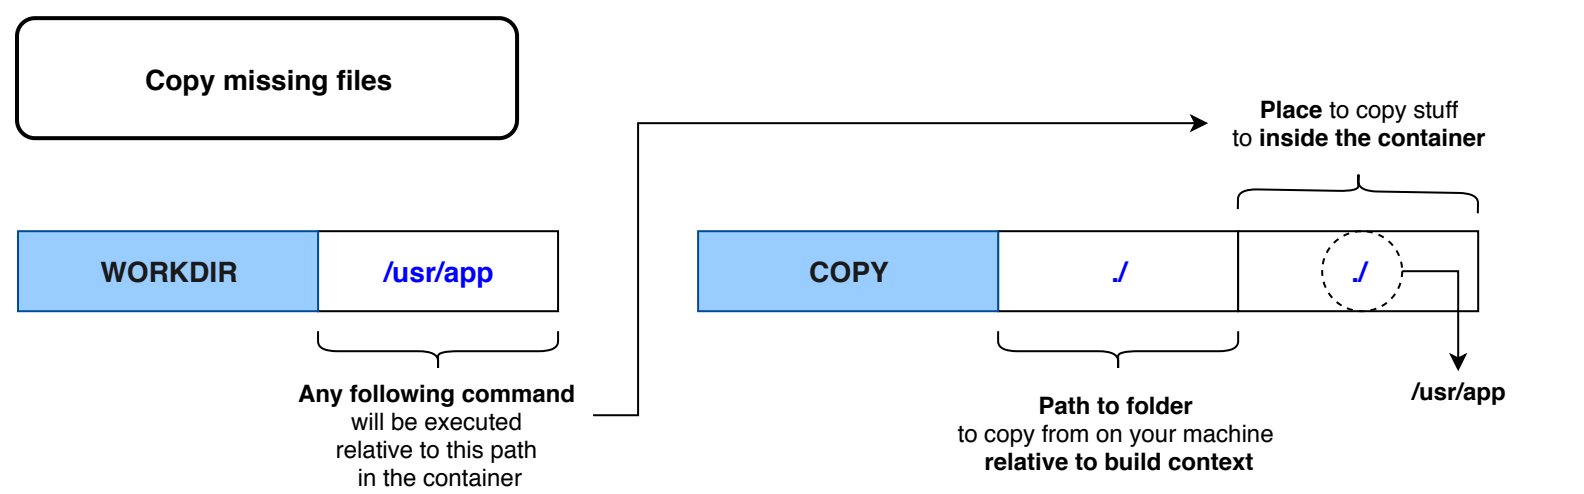 Copy missing files
Place to copy stuff
to inside the container
WORKDIR /usr/app
COPY ./ ./
Any following command
will be executed
relative to this path
in the container
Path to folder
to copy from on your machine
relative to build context
/usr/app